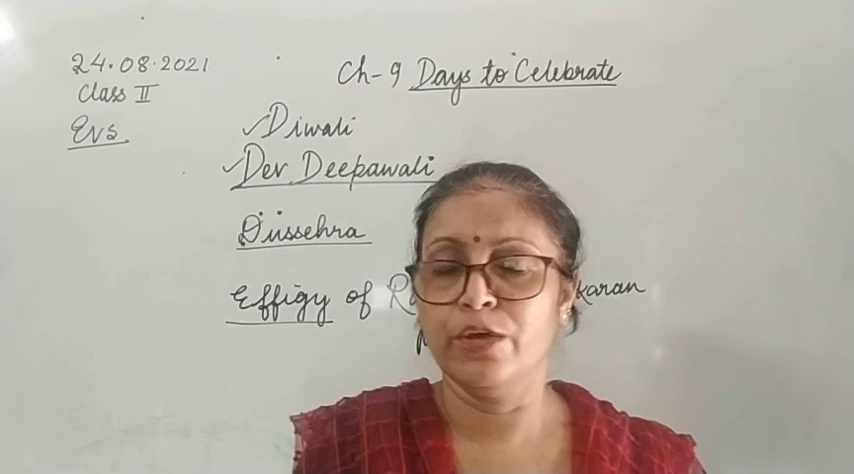 24.08.2021
Class II
Evs
Ch-9 Days to Celebrate
✓Diwali
✓Dev Deepawali
Dussehra
Effigy of